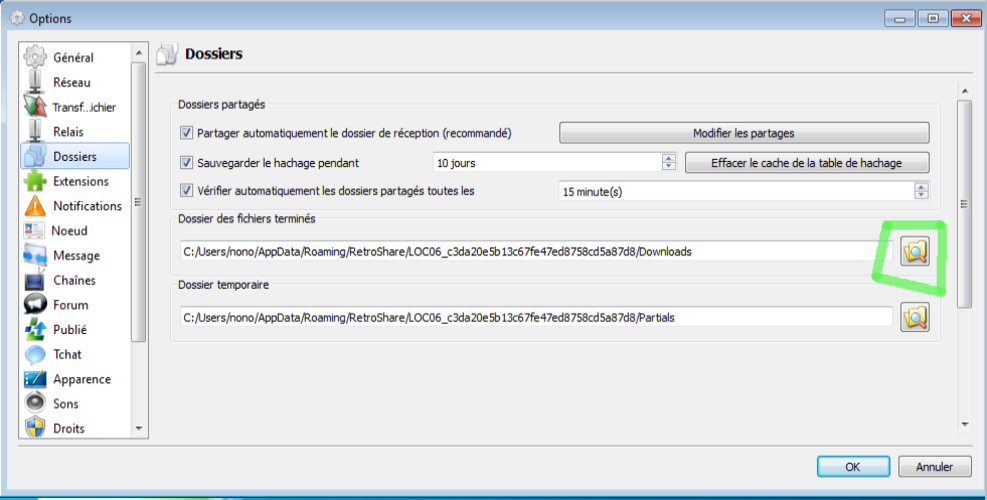 Options
Général
Réseau
Transf...ichier
Relais
Dossiers
Extensions
Notifications
Noeud
Message
Chaînes
Forum
Publié
Tchat
Apparence
Sons
Droits
Dossiers
Dossiers partagés
Partager automatiquement le dossier de réception (recommandé)
Modifier les partages
Sauvegarder le hachage pendant
10 jours
Effacer le cache de la table de hachage
Vérifier automatiquement les dossiers partagés toutes les
15 minute(s)
Dossier des fichiers terminés
C:/Users/nono/AppData/Roaming/RetroShare/LOC06_c3da20e5b13c67fe47ed8758cd5a87d8/Downloads
Dossier temporaire
C:/Users/nono/AppData/Roaming/RetroShare/LOC06_c3da20e5b13c67fe47ed8758cd5a87d8/Partials
OK
Annuler